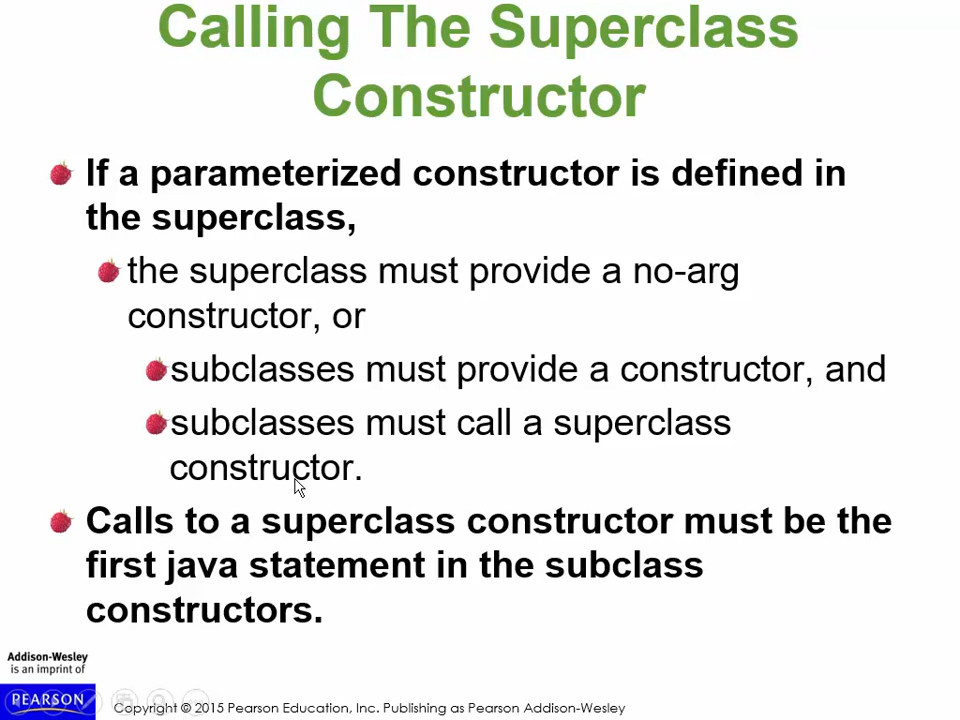 Calling The Superclass
Constructor
If a parameterized constructor is defined in
the superclass,
the superclass must provide a no-arg
constructor, or
subclasses must provide a constructor, and
subclasses must call a superclass
constructor.
Calls to a superclass constructor must be the
first java statement in the subclass
constructors.
Addison-Wesley
is an imprint of
PEARSON
Copyright © 2015 Pearson Education, Inc. Publishing as Pearson Addison-Wesley